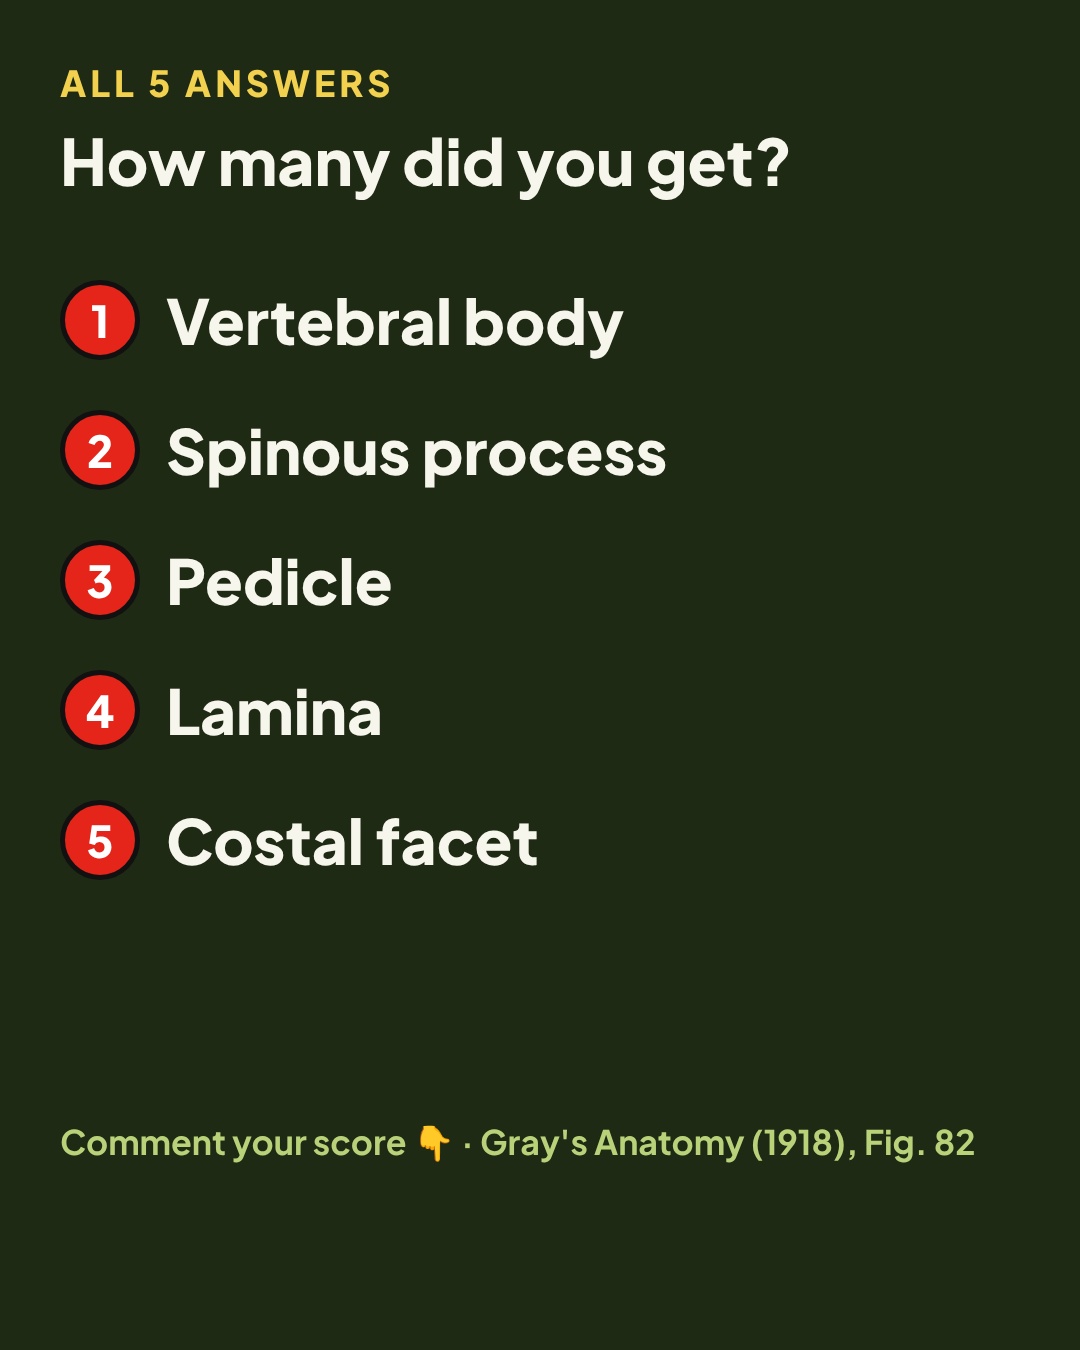 ALL 5 ANSWERS
How many did you get?
1 Vertebral body
2 Spinous process
3 Pedicle
4 Lamina
5 Costal facet
Comment your score 👇 · Gray's Anatomy (1918), Fig. 82